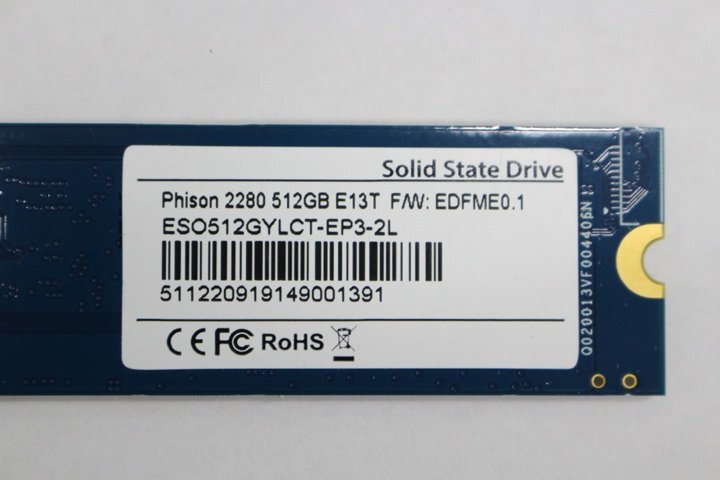 Solid State Drive
Phison 2280 512GB E13T F/W: EDFME0.1
ESO512GYLCT-EP3-2L
511220919149001391
CE FC RoHS
Q020013VF004406N